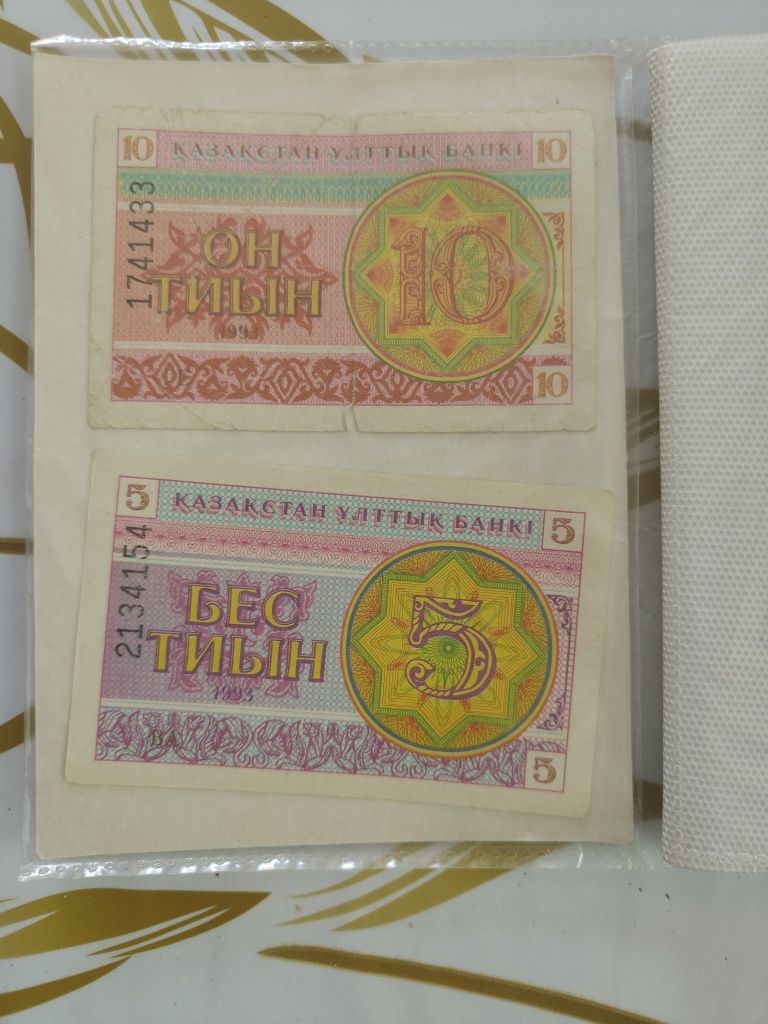 10 ҚАЗАҚСТАН ҰЛТТЫҚ БАНКІ 10
1741433
ОН
ТИЫН
1993
10
10
5 ҚАЗАҚСТАН ҰЛТТЫҚ БАНКІ 5
2134154
БЕС
ТИЫН
1993
5
ВА
5